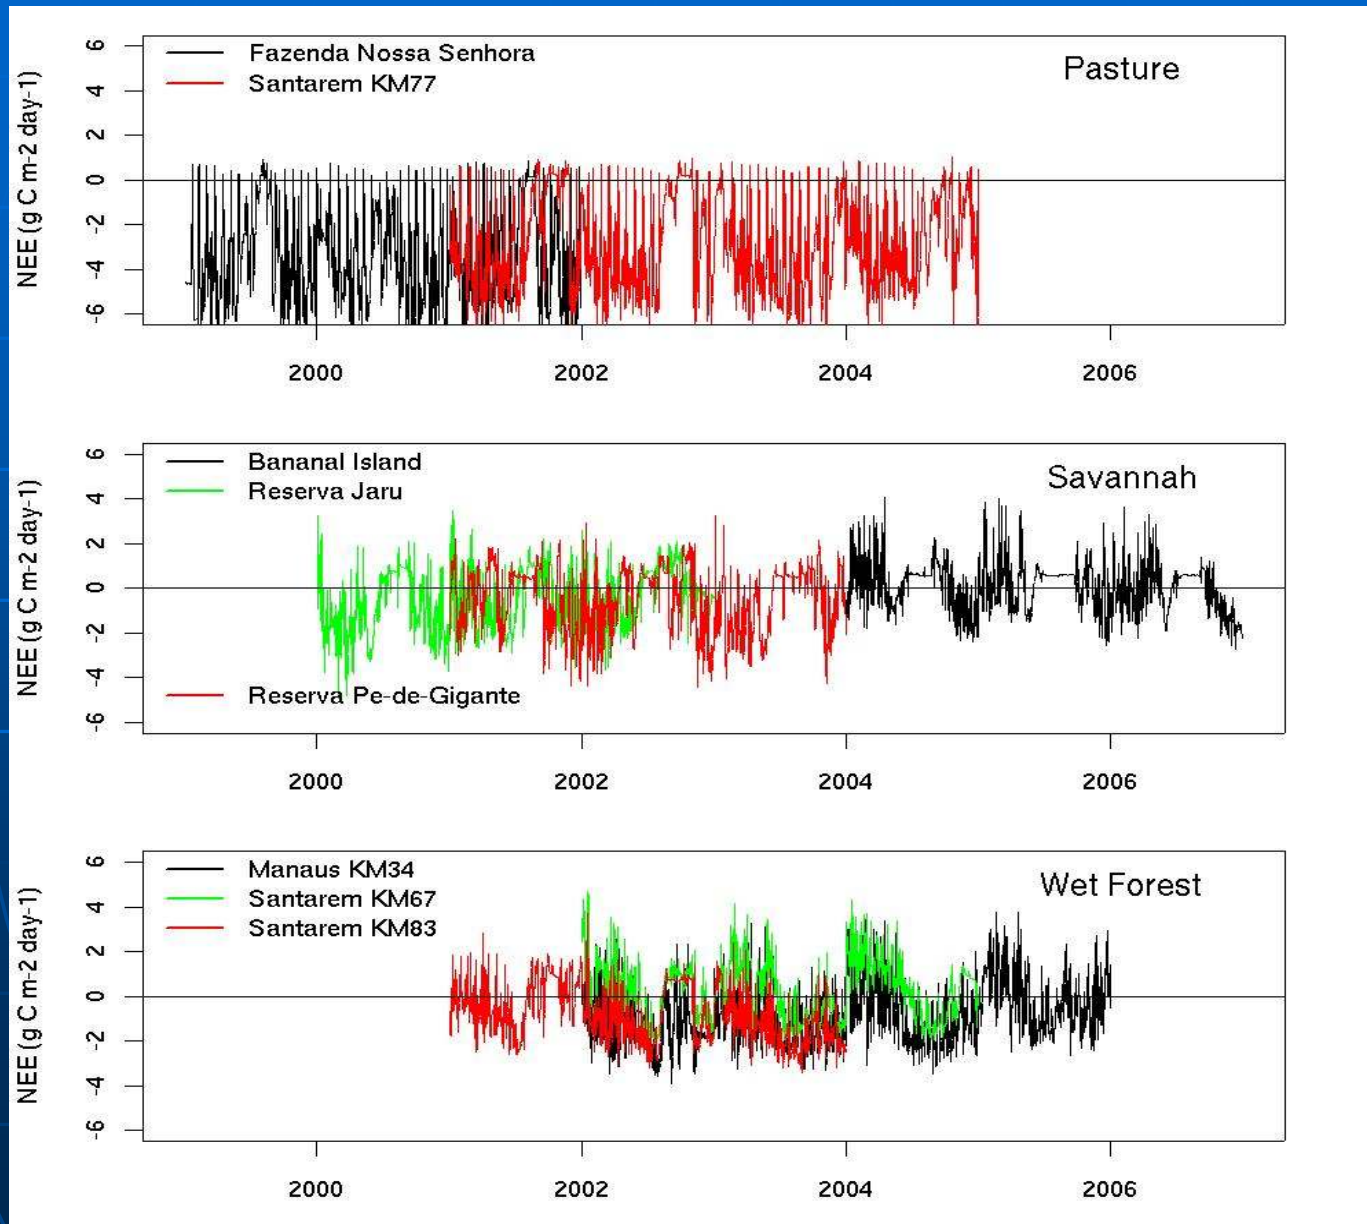 NEE (g C m-2 day-1)
6
4
2
0
-2
-4
-6
Fazenda Nossa Senhora
Santarem KM77
Pasture
2000 2002 2004 2006
NEE (g C m-2 day-1)
6
4
2
0
-2
-4
-6
Bananal Island
Reserva Jaru
Savannah
Reserva Pe-de-Gigante
2000 2002 2004 2006
NEE (g C m-2 day-1)
6
4
2
0
-2
-4
-6
Manaus KM34
Santarem KM67
Santarem KM83
Wet Forest
2000 2002 2004 2006